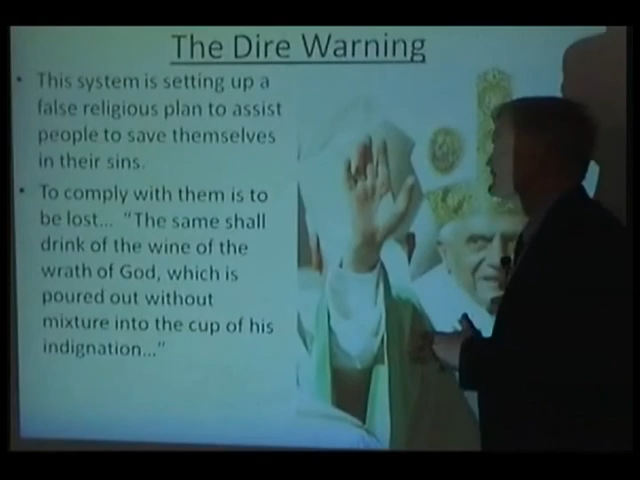 The Dire Warning
• This system is setting up a
false religious plan to assist
people to save themselves
in their sins.
• To comply with them is to
be lost... "The same shall
drink of the wine of the
wrath of God, which is
poured out without
mixture into the cup of his
indignation..."